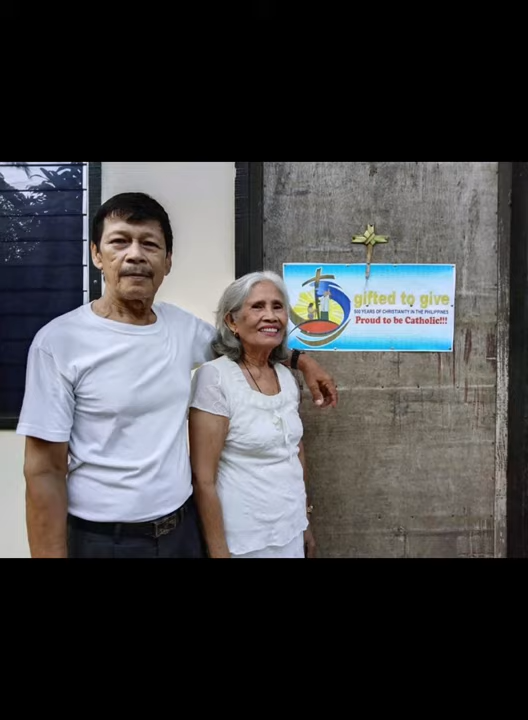 gifted to give
500 YEARS OF CHRISTIANITY IN THE PHILIPPINES
Proud to be Catholic!!!